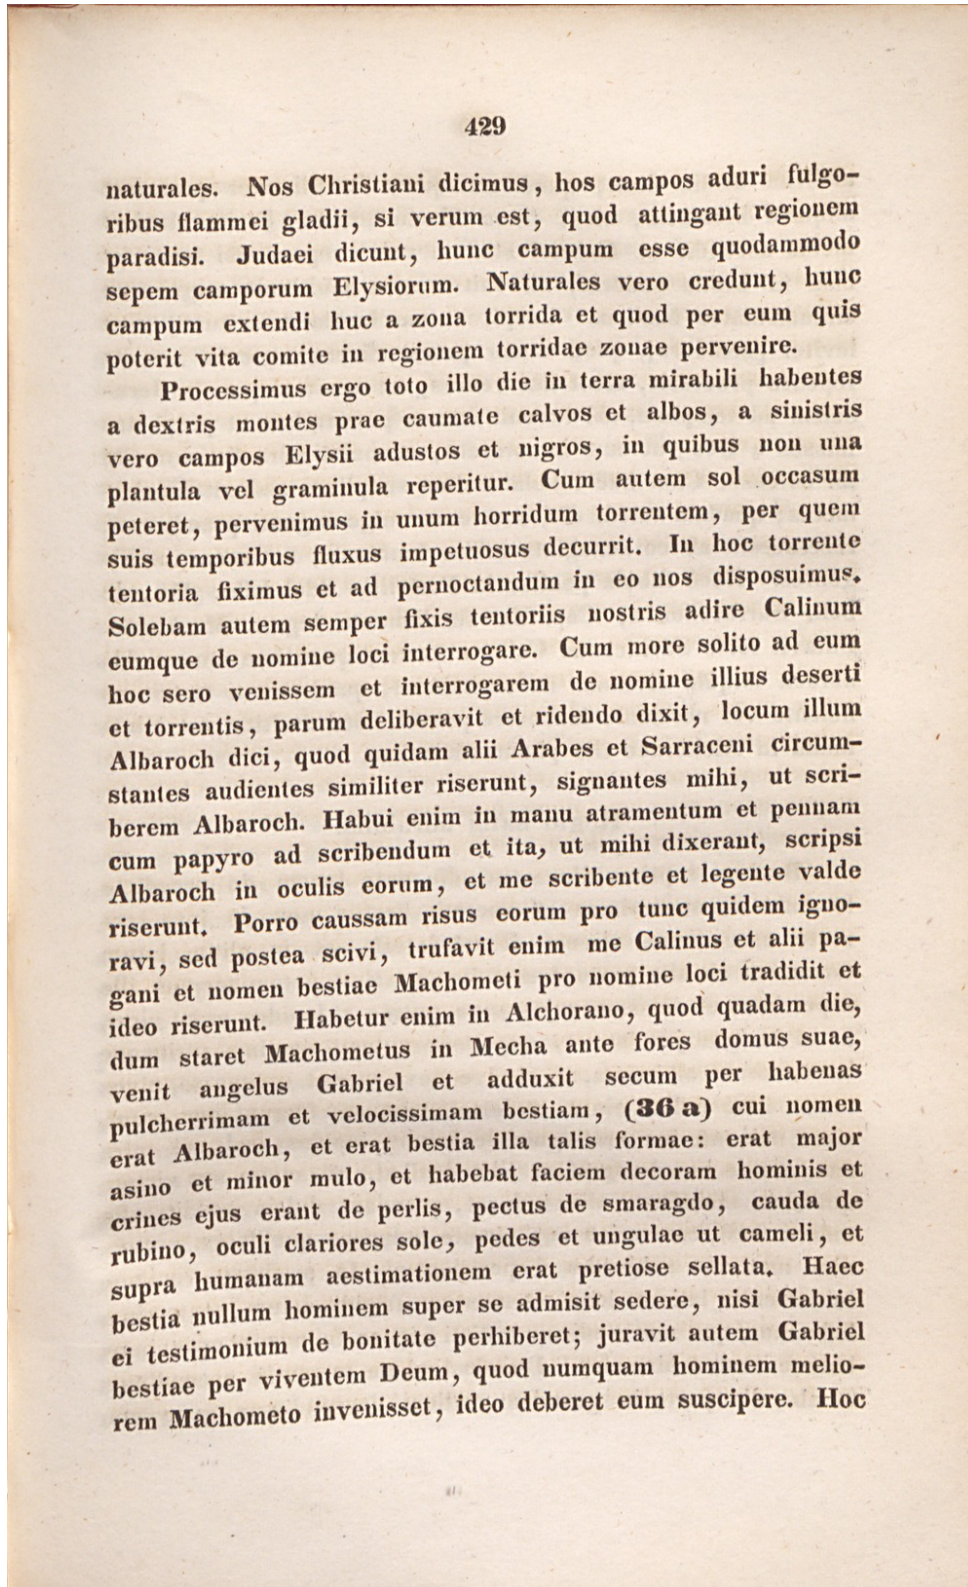 429
naturales. Nos Christiani dicimus, hos campos aduri fulgo-
ribus flammei gladii, si verum est, quod attingant regionem
paradisi. Judaei dicunt, hunc campum esse quodammodo
sepem camporum Elysiorum. Naturales vero credunt, hunc
campum extendi huc a zona torrida et quod per eum quis
poterit vita comite in regionem torridae zonae pervenire.
Processimus ergo toto illo die in terra mirabili habentes
a dextris montes prae caumate calvos et albos, a sinistris
vero campos Elysii adustos et nigros, in quibus non una
plantula vel graminula reperitur. Cum autem sol occasum
peteret, pervenimus in unum horridum torrentem, per quem
suis temporibus fluxus impetuosus decurrit. In hoc torrente
tentoria fiximus et ad pernoctandum in eo nos disposuimus.
Solebam autem semper fixis tentoriis nostris adire Calinum
eumque de nomine loci interrogare. Cum more solito ad eum
hoc sero venissem et interrogarem de nomine illius deserti
et torrentis, parum deliberavit et ridendo dixit, locum illum
Albaroch dici, quod quidam alii Arabes et Sarraceni circum-
stantes audientes similiter riserunt, signantes mihi, ut scri-
berem Albaroch. Habui enim in manu atramentum et pennam
cum papyro ad scribendum et ita, ut mihi dixerant, scripsi
Albaroch in oculis eorum, et me scribente et legente valde
riserunt. Porro caussam risus eorum pro tunc quidem igno-
ravi, sed postea scivi, trufavit enim me Calinus et alii pa-
gani et nomen bestiae Machometi pro nomine loci tradidit et
ideo riserunt. Habetur enim in Alchorano, quod quadam die,
dum staret Machometus in Mecha ante fores domus suae,
venit angelus Gabriel et adduxit secum per habenas
pulcherrimam et velocissimam bestiam, (36 a) cui nomen
erat Albaroch, et erat bestia illa talis formae: erat major
asino et minor mulo, et habebat faciem decoram hominis et
crines ejus erant de perlis, pectus de smaragdo, cauda de
rubino, oculi clariores sole, pedes et ungulae ut cameli, et
supra humanam aestimationem erat pretiose sellata. Haec
bestia nullum hominem super se admisit sedere, nisi Gabriel
ei testimonium de bonitate perhiberet; juravit autem Gabriel
bestiae per viventem Deum, quod numquam hominem melio-
rem Machometo invenisset, ideo deberet eum suscipere. Hoc